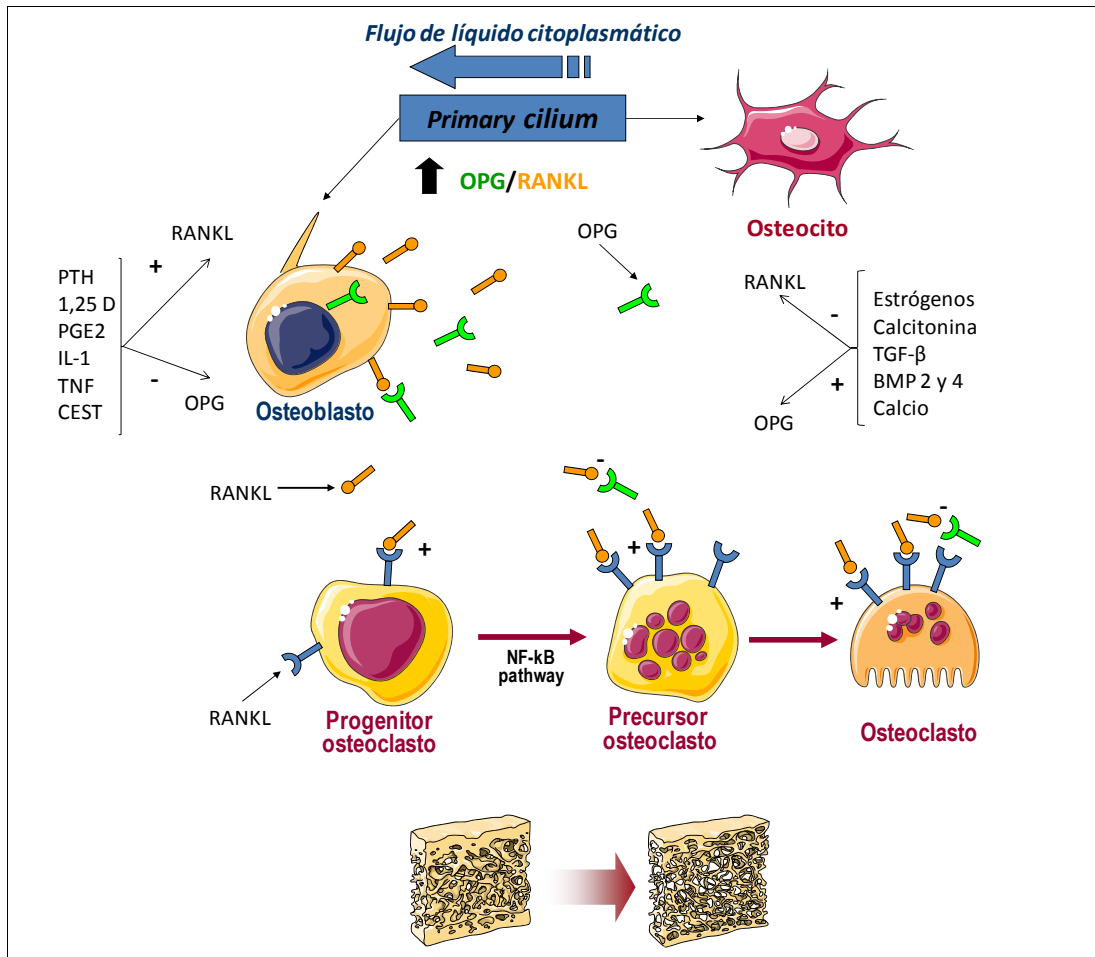 Flujo de líquido citoplasmático
Primary cilium
OPG/RANKL
Osteocito
RANKL
+
PTH
1,25 D
PGE2
IL-1
TNF
CEST
-
OPG
Osteoblasto
OPG
RANKL
-
+
OPG
Estrógenos
Calcitonina
TGF-β
BMP 2 y 4
Calcio
RANKL
+
RANKL
Progenitor
osteoclasto
NF-kB
pathway
-
+
Precursor
osteoclasto
-
+
Osteoclasto